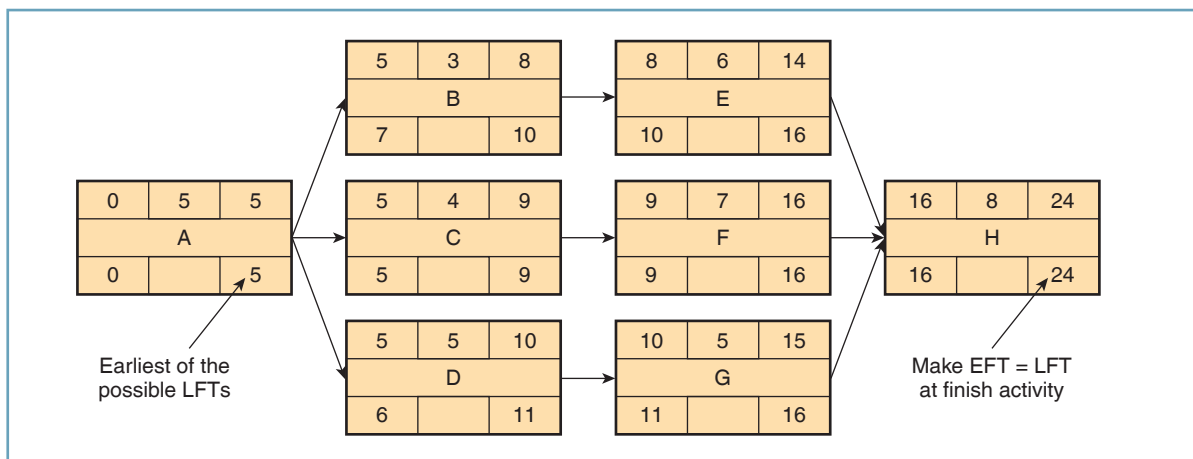 5 3 8
B
7 10
8 6 14
E
10 16
0 5 5
A
0 5
5 4 9
C
5 9
9 7 16
F
9 16
16 8 24
H
16 24
5 5 10
D
6 11
10 5 15
G
11 16
Earliest of the
possible LFTs
Make EFT = LFT
at finish activity